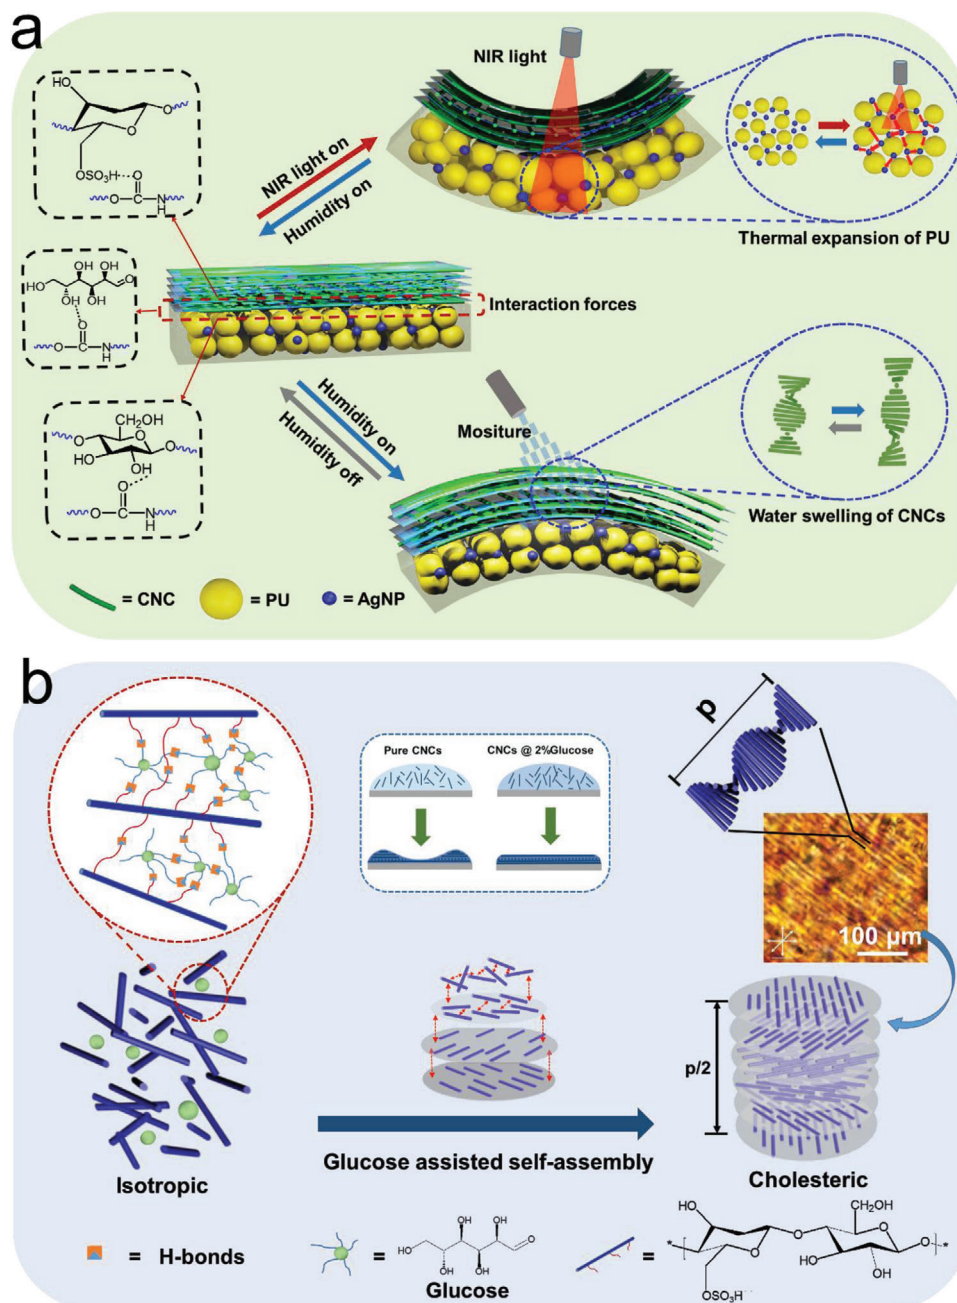 a
NIR light
HO
O
O
OSO₃H
O
O
C
N
H
NIR light on
Humidity on
Thermal expansion of PU
OH OH
HO
O
OH OH
O
O
C
N
H
Interaction forces
CH₂OH
O
O
O
HO
OH
O
O
C
N
H
Humidity on
Humidity off
Mositure
Water swelling of CNCs
= CNC
= PU
= AgNP
b
p
Pure CNCs
CNCs @ 2%Glucose
100 μm
p/2
Glucose assisted self-assembly
Isotropic
Cholesteric
= H-bonds
=
OH OH
HO
O
OH OH
Glucose
=
HO
O
O
CH₂OH
O
O
*
*
HO
OH
OSO₃H